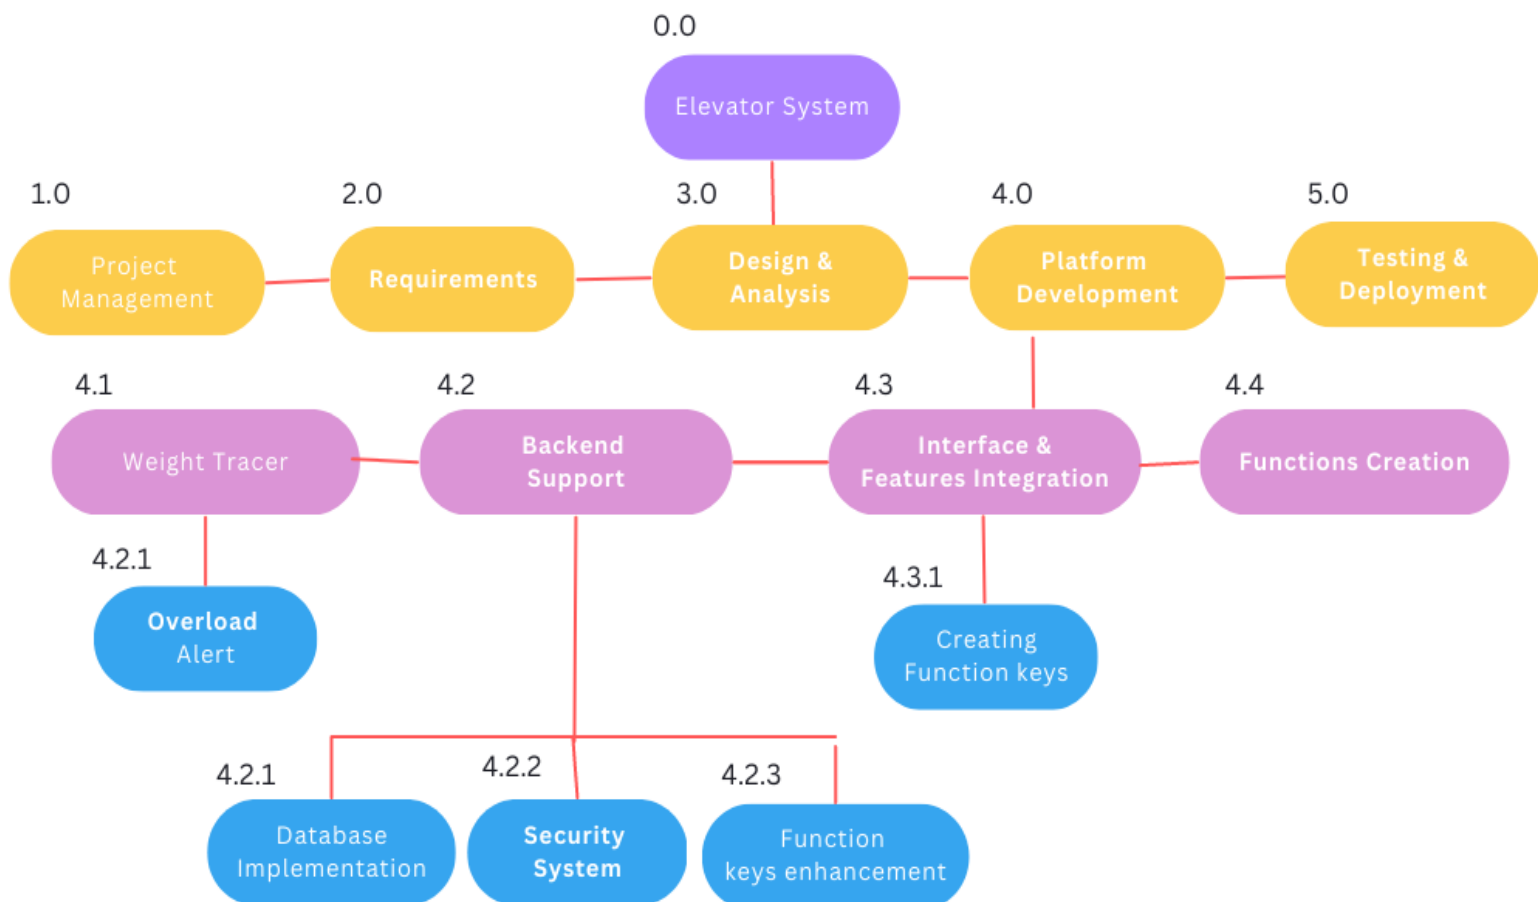 0.0
Elevator System
1.0
2.0
3.0
4.0
5.0
Project
Management
Requirements
Design &
Analysis
Platform
Development
Testing &
Deployment
4.1
4.2
4.3
4.4
Weight Tracer
Backend
Support
Interface &
Features Integration
Functions Creation
4.2.1
Overload
Alert
4.3.1
Creating
Function keys
4.2.1
4.2.2
4.2.3
Database
Implementation
Security
System
Function
keys enhancement